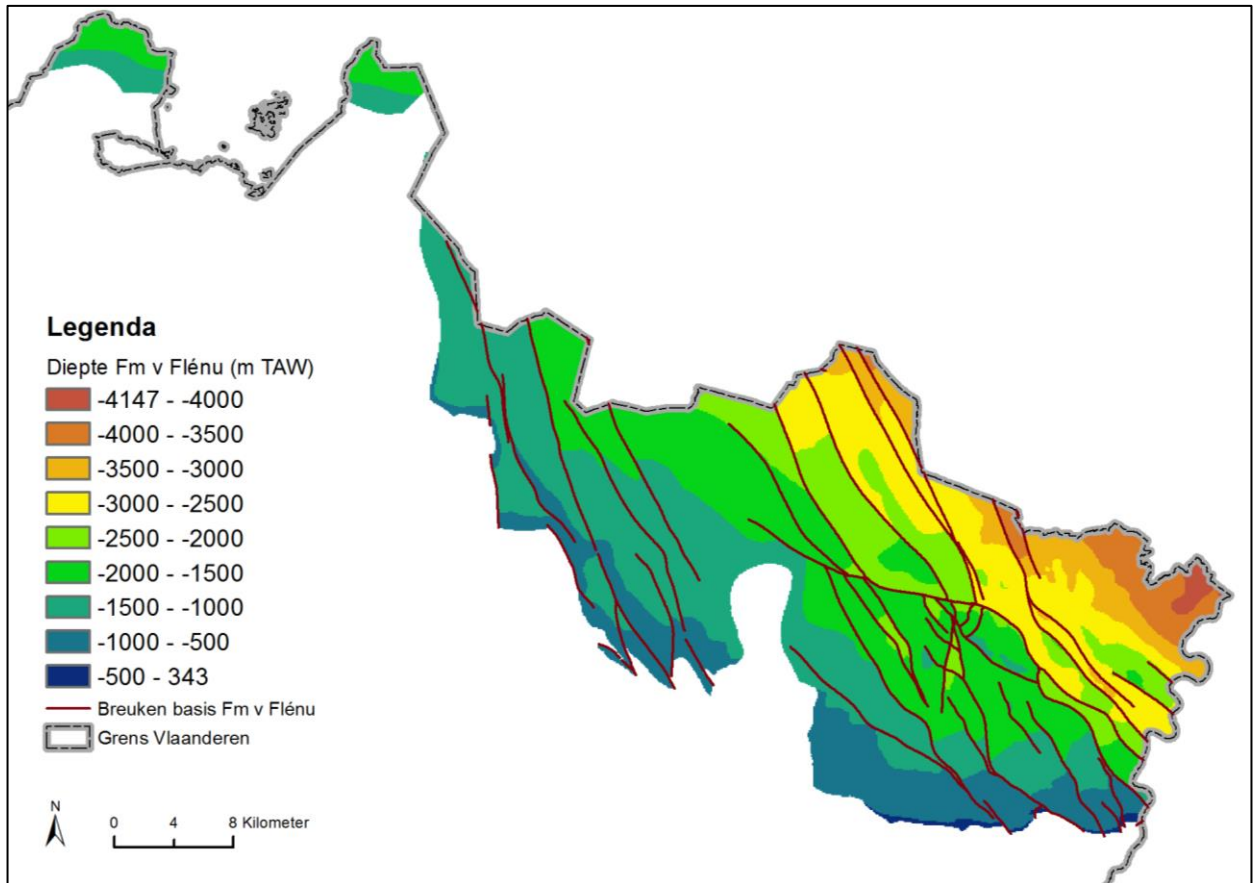 Legenda
Diepte Fm v Flénu (m TAW)
-4147 - -4000
-4000 - -3500
-3500 - -3000
-3000 - -2500
-2500 - -2000
-2000 - -1500
-1500 - -1000
-1000 - -500
-500 - 343
Breuken basis Fm v Flénu
Grens Vlaanderen
N
0 4 8 Kilometer